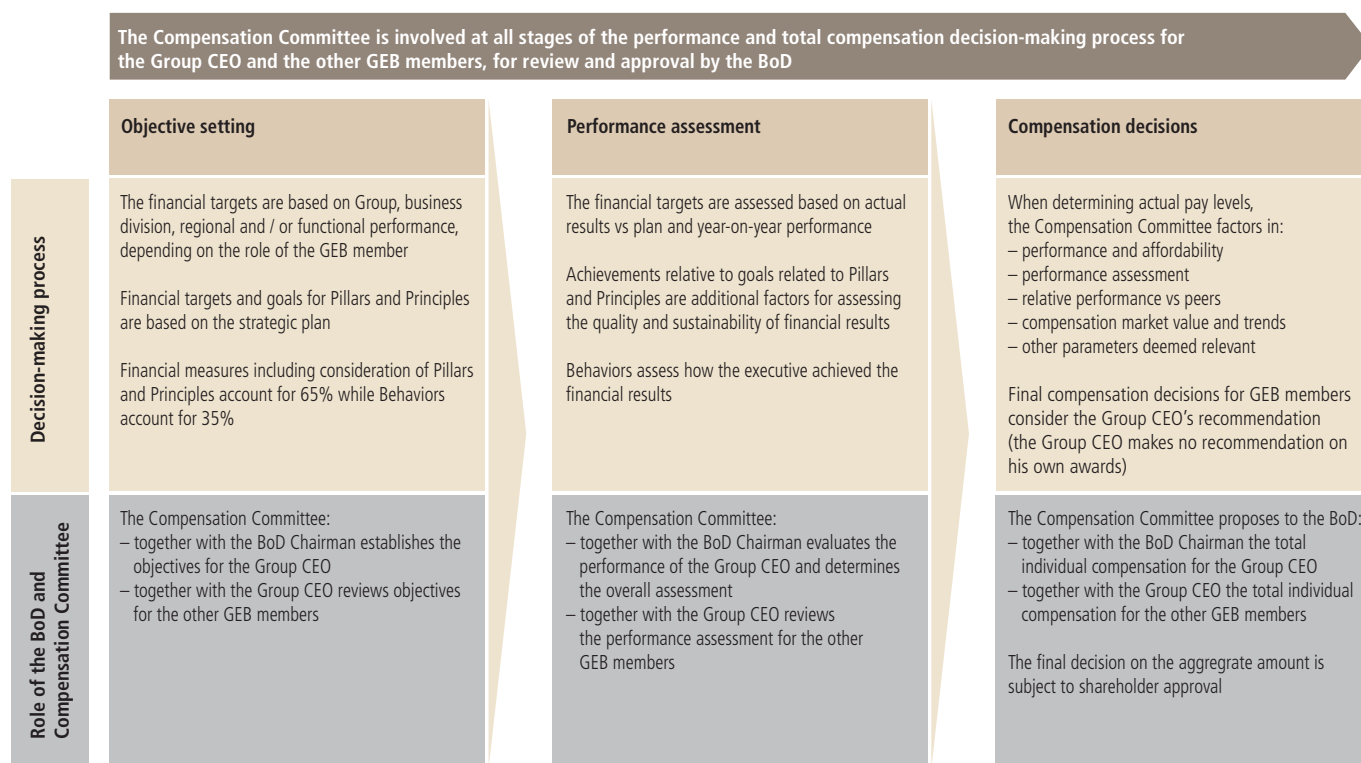 The Compensation Committee is involved at all stages of the performance and total compensation decision-making process for
the Group CEO and the other GEB members, for review and approval by the BoD
Objective setting
Performance assessment
Compensation decisions
Decision-making process
The financial targets are based on Group, business
division, regional and / or functional performance,
depending on the role of the GEB member
Financial targets and goals for Pillars and Principles
are based on the strategic plan
Financial measures including consideration of Pillars
and Principles account for 65% while Behaviors
account for 35%
The financial targets are assessed based on actual
results vs plan and year-on-year performance
Achievements relative to goals related to Pillars
and Principles are additional factors for assessing
the quality and sustainability of financial results
Behaviors assess how the executive achieved the
financial results
When determining actual pay levels,
the Compensation Committee factors in:
– performance and affordability
– performance assessment
– relative performance vs peers
– compensation market value and trends
– other parameters deemed relevant
Final compensation decisions for GEB members
consider the Group CEO's recommendation
(the Group CEO makes no recommendation on
his own awards)
Role of the BoD and
Compensation Committee
The Compensation Committee:
– together with the BoD Chairman establishes the
objectives for the Group CEO
– together with the Group CEO reviews objectives
for the other GEB members
The Compensation Committee:
– together with the BoD Chairman evaluates the
performance of the Group CEO and determines
the overall assessment
– together with the Group CEO reviews
the performance assessment for the other
GEB members
The Compensation Committee proposes to the BoD:
– together with the BoD Chairman the total
individual compensation for the Group CEO
– together with the Group CEO the total individual
compensation for the other GEB members
The final decision on the aggregrate amount is
subject to shareholder approval